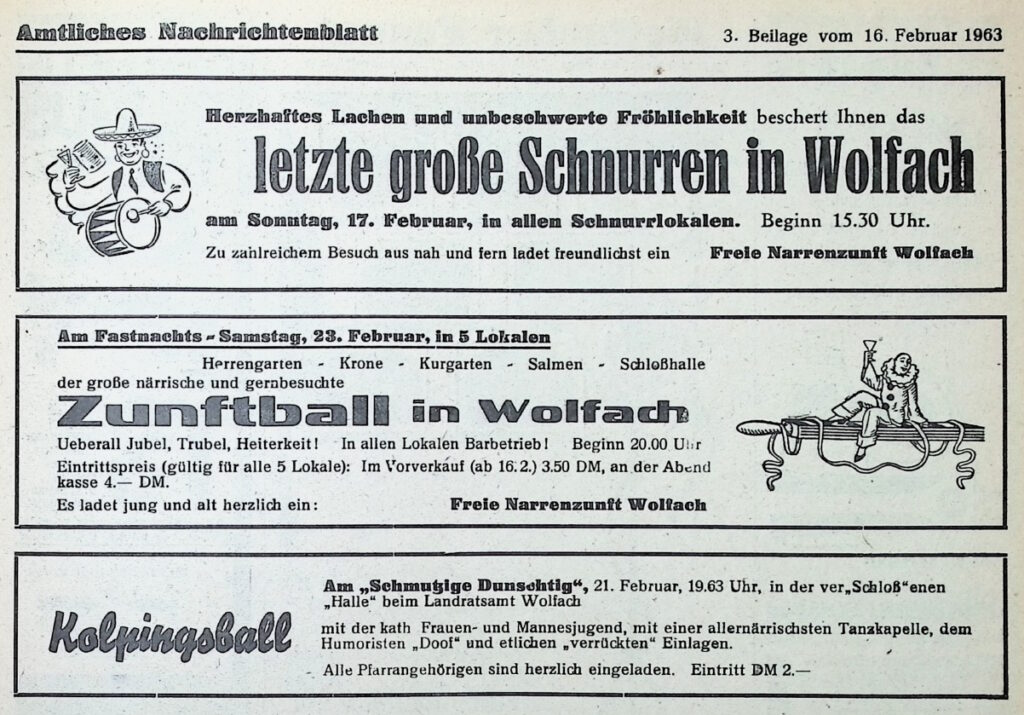 Amtliches Nachrichtenblatt
3. Beilage vom 16. Februar 1963
Herzhaftes Lachen und unbeschwerte Fröhlichkeit beschert Ihnen das
letzte große Schnurren in Wolfach
am Sonntag, 17. Februar, in allen Schnurrlokalen. Beginn 15.30 Uhr.
Zu zahlreichem Besuch aus nah und fern ladet freundlichst ein Freie Narrenzunft Wolfach
Am Fastnachts-Samstag, 23. Februar, in 5 Lokalen
Herrengarten - Krone - Kurgarten - Salmen - Schloßhalle
der große närrische und gernbesuchte
Zunftball in Wolfach
Ueberall Jubel, Trubel, Heiterkeit! In allen Lokalen Barbetrieb! Beginn 20.00 Uhr
Eintrittspreis (gültig für alle 5 Lokale): Im Vorverkauf (ab 16.2.) 3.50 DM, an der Abend
kasse 4.— DM.
Es ladet jung und alt herzlich ein: Freie Narrenzunft Wolfach
Kolpingsball
Am „Schmutzige Dunschtig“, 21. Februar, 19.63 Uhr, in der ver„Schloß“enen
„Halle“ beim Landratsamt Wolfach
mit der kath Frauen- und Mannesjugend, mit einer allernärrischsten Tanzkapelle, dem
Humoristen „Doof“ und etlichen „verrückten“ Einlagen.
Alle Pfarrangehörigen sind herzlich eingeladen. Eintritt DM 2.—